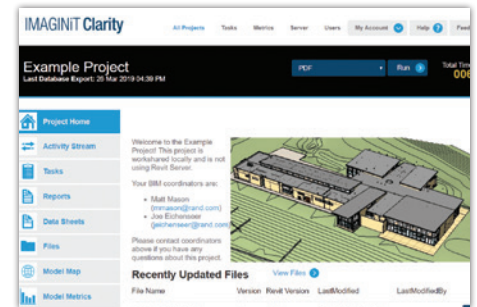 IMAGINiT Clarity
All Projects Tasks Metrics Server Users My Account Help Feed
Example Project
Last Database Export: 26 Mar 2019 04:39 PM
PDF Run Total Time
006
Project Home
Activity Stream
Tasks
Reports
Data Sheets
Files
Model Map
Model Metrics
Welcome to the Example
Project! This project is
workshared locally and is not
using Revit Server.
Your BIM coordinators are:
Matt Mason
(mmason@rand.com)
Joe Eichenseer
(jeichenseer@rand.com)
Please contact coordinators
above if you have any
questions about this project.
Recently Updated Files View Files
File Name Version Revit Version LastModified LastModifiedBy